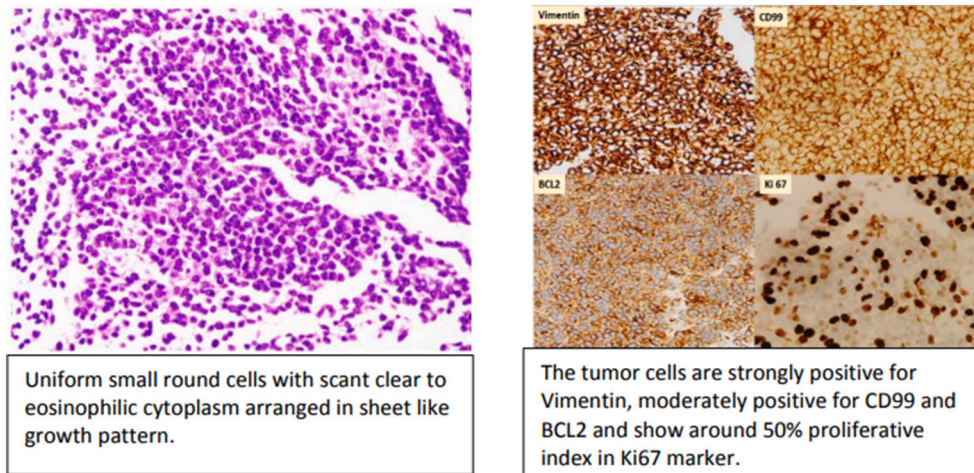 Vimentin
CD99
BCL2
Ki 67
Uniform small round cells with scant clear to
eosinophilic cytoplasm arranged in sheet like
growth pattern.
The tumor cells are strongly positive for
Vimentin, moderately positive for CD99 and
BCL2 and show around 50% proliferative
index in Ki67 marker.